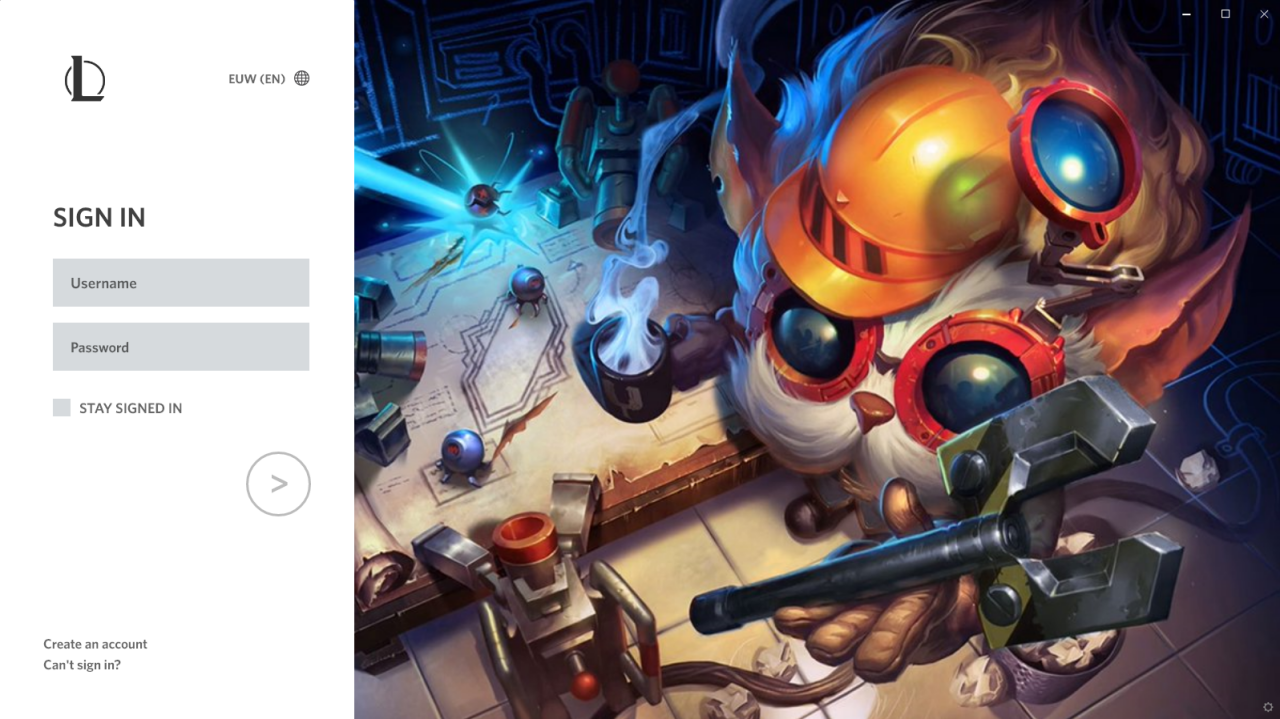 L
EUW (EN)
SIGN IN
Username
Password
STAY SIGNED IN
>
Create an account
Can't sign in?